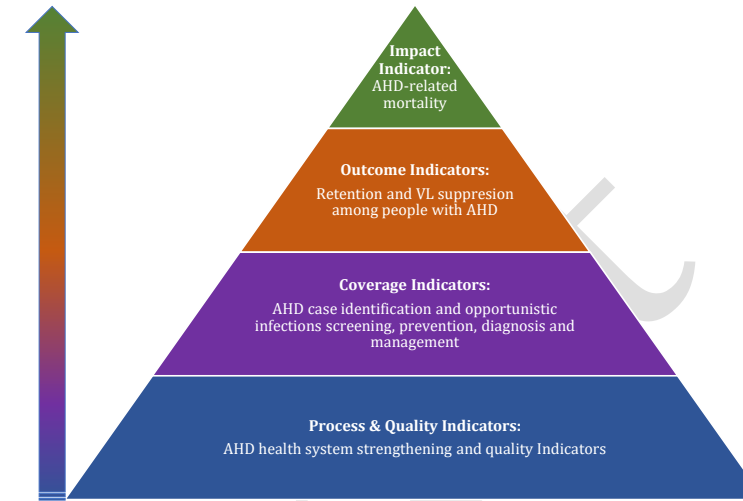 Impact
Indicator:
AHD-related
mortality
Outcome Indicators:
Retention and VL suppresion
among people with AHD
Coverage Indicators:
AHD case identification and opportunistic
infections screening, prevention, diagnosis and
management
Process & Quality Indicators:
AHD health system strengthening and quality Indicators